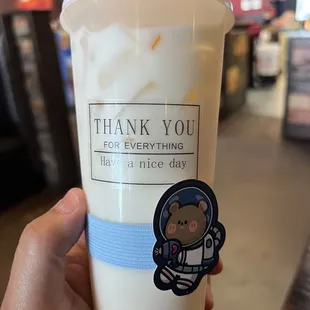 THANK YOU
FOR EVERYTHING
Have a nice day